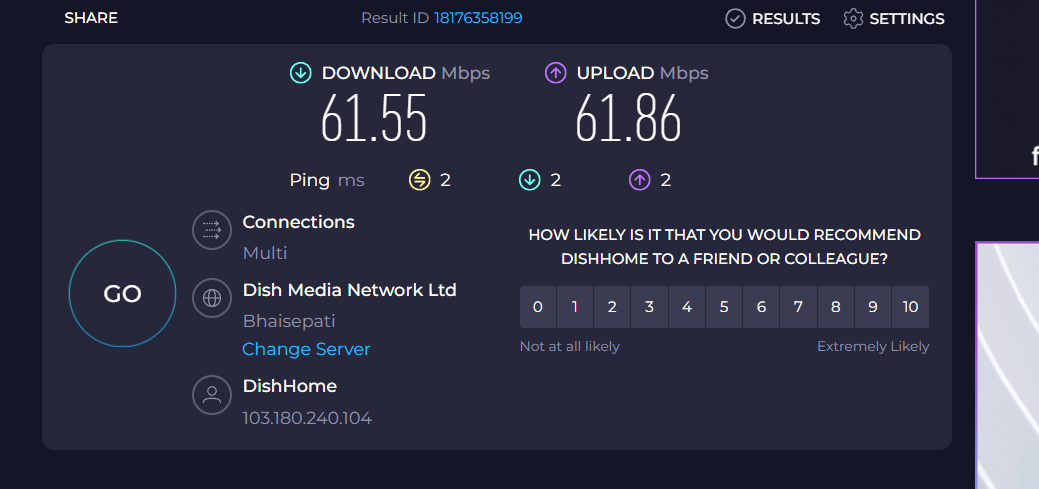 SHARE
Result ID 18176358199
RESULTS
SETTINGS
DOWNLOAD Mbps
61.55
UPLOAD Mbps
61.86
Ping ms 2 2 2
Connections
Multi
Dish Media Network Ltd
Bhaisepati
Change Server
DishHome
103.180.240.104
GO
HOW LIKELY IS IT THAT YOU WOULD RECOMMEND
DISHHOME TO A FRIEND OR COLLEAGUE?
0 1 2 3 4 5 6 7 8 9 10
Not at all likely
Extremely Likely